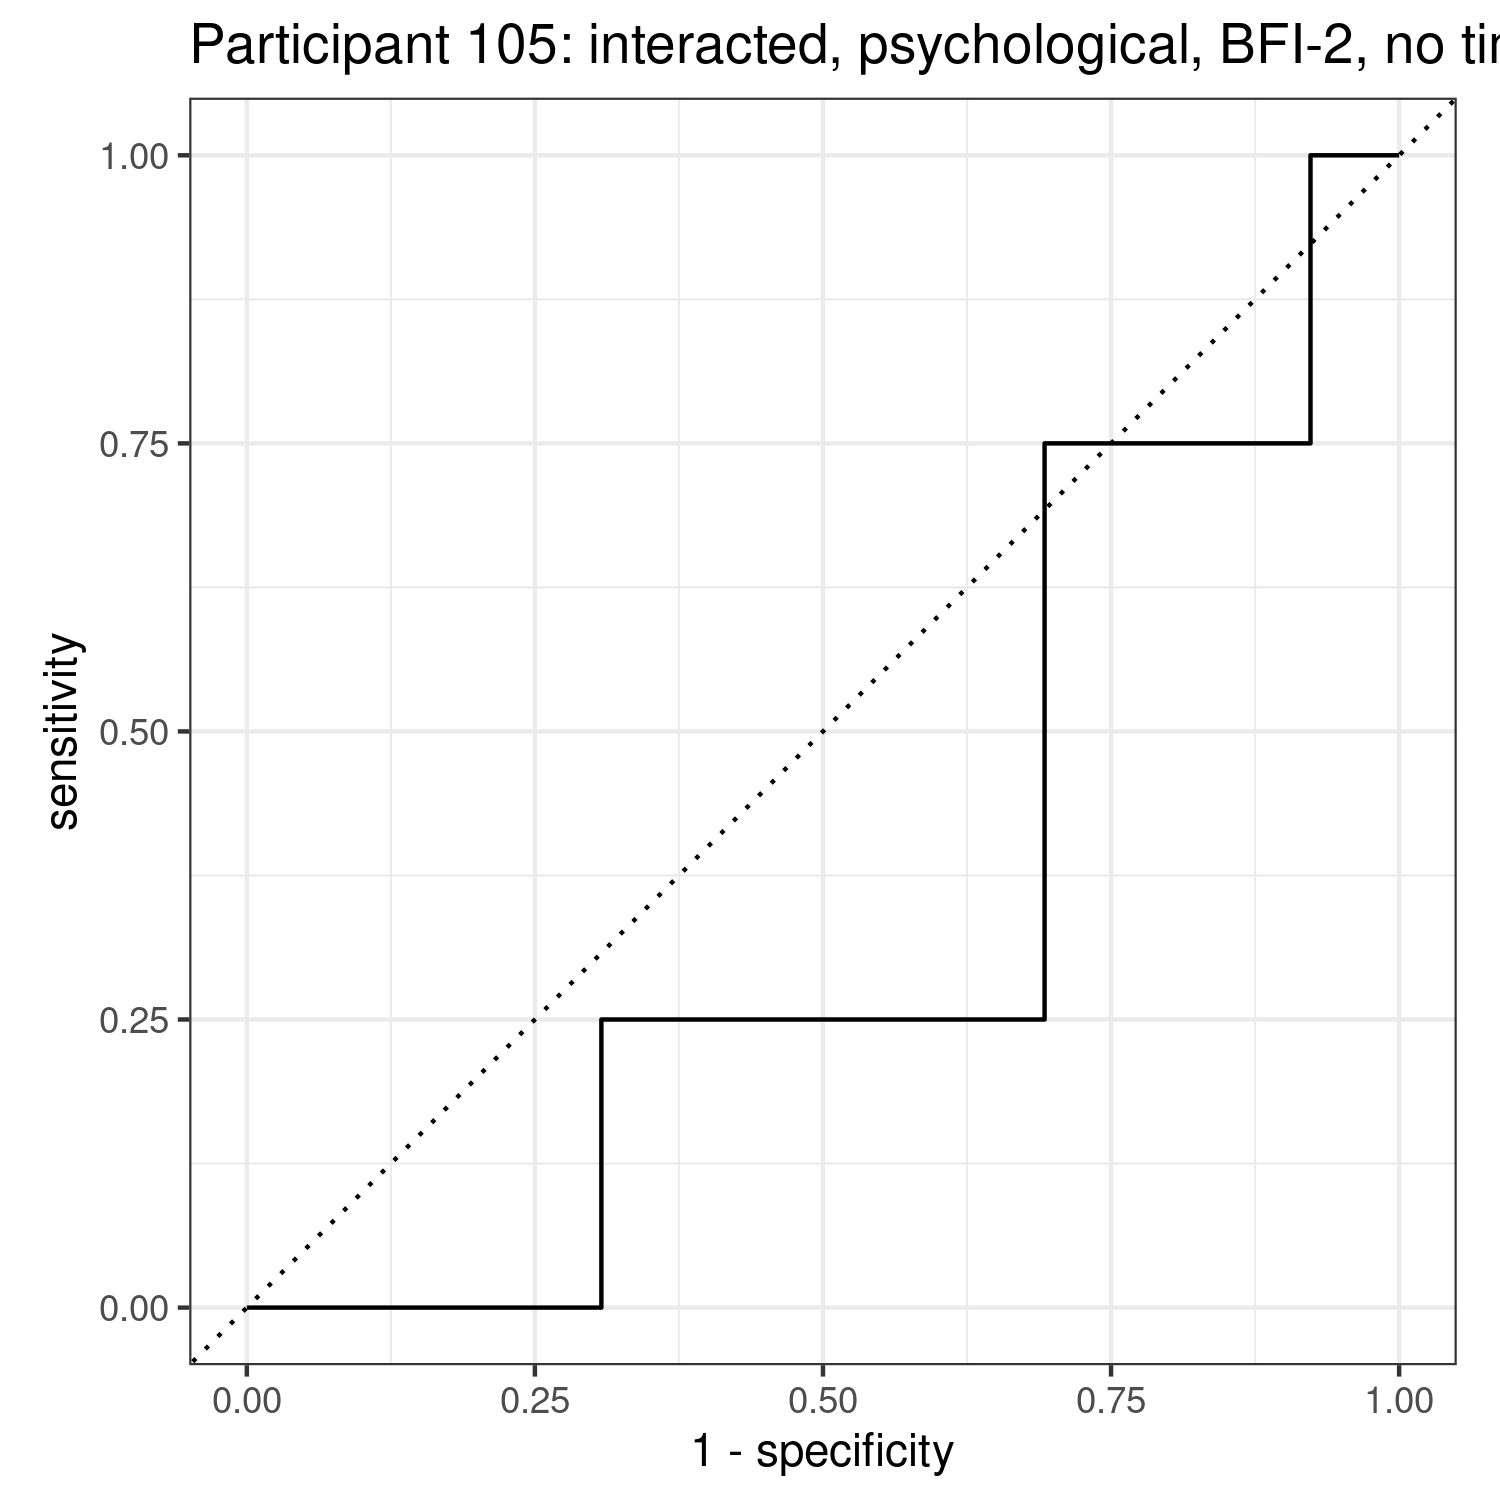 Participant 105: interacted, psychological, BFI-2, no
1.00
0.75
0.50
0.25
0.00
sensitivity
0.00 0.25 0.50 0.75 1.00
1 - specificity